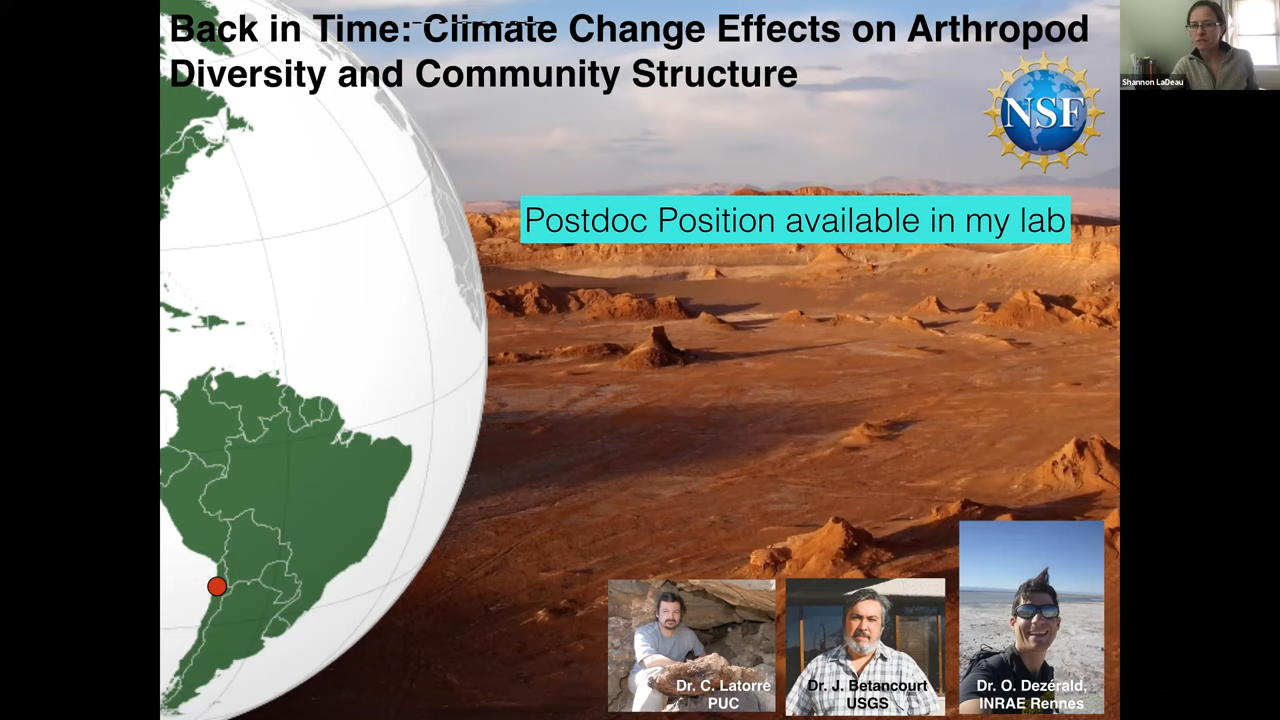 Back in Time: Climate Change Effects on Arthropod
Diversity and Community Structure
Shannon LaDeau
NSF
Postdoc Position available in my lab
Dr. C. Latorre
PUC
Dr. J. Betancourt
USGS
Dr. O. Dezérald,
INRAE Rennes